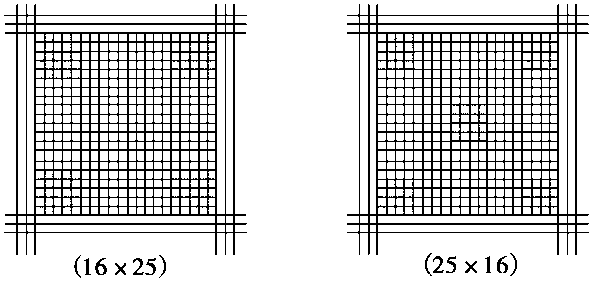 (16 × 25)
(25 × 16)